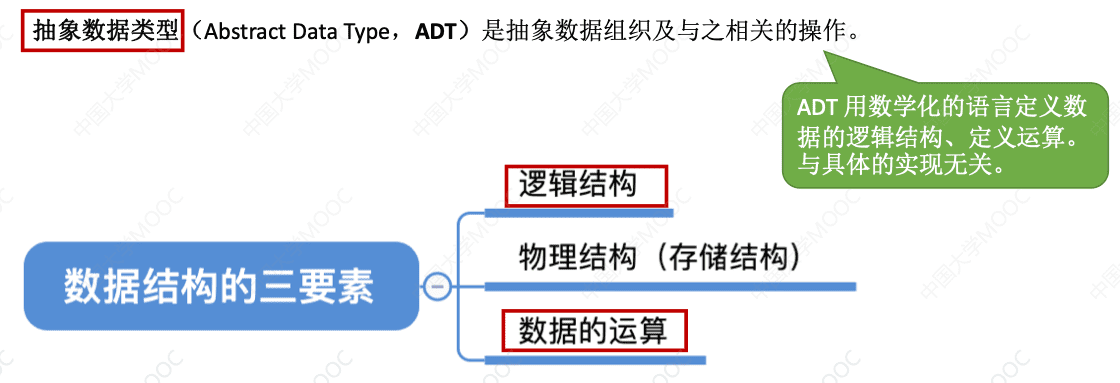 抽象数据类型（Abstract Data Type，ADT）是抽象数据组织及与之相关的操作。
ADT 用数学化的语言定义数
据的逻辑结构、定义运算。
与具体的实现无关。
逻辑结构
物理结构（存储结构）
数据结构的三要素
数据的运算
中国大学MOOC